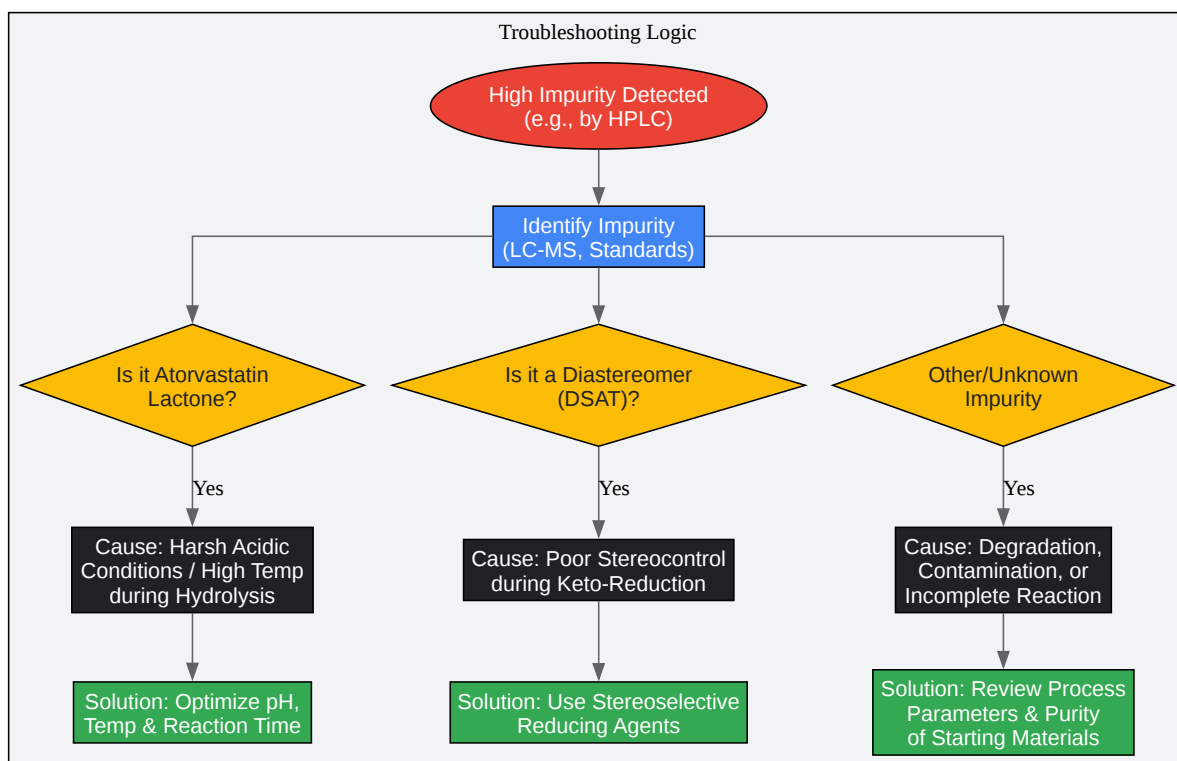 Troubleshooting Logic
High Impurity Detected
(e.g., by HPLC)
Identify Impurity
(LC-MS, Standards)
Is it Atorvastatin
Lactone?
Is it a Diastereomer
(DSAT)?
Other/Unknown
Impurity
Yes
Yes
Yes
Cause: Harsh Acidic
Conditions / High Temp
during Hydrolysis
Cause: Poor Stereocontrol
during Keto-Reduction
Cause: Degradation,
Contamination, or
Incomplete Reaction
Solution: Optimize pH,
Temp & Reaction Time
Solution: Use Stereoselective
Reducing Agents
Solution: Review Process
Parameters & Purity
of Starting Materials